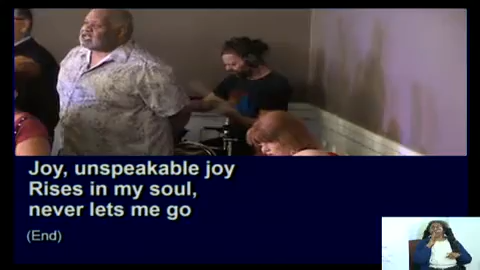 Joy, unspeakable joy
Rises in my soul,
never lets me go
(End)